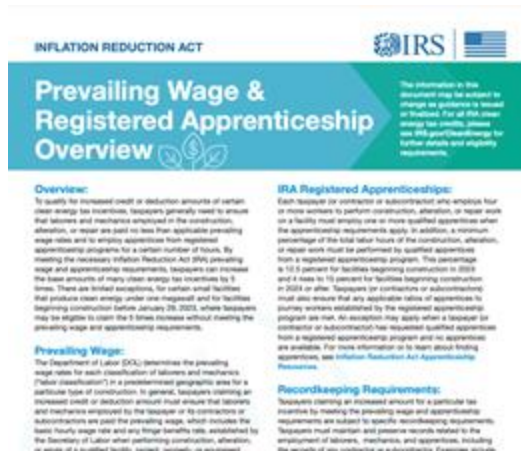 INFLATION REDUCTION ACT
IRS
Prevailing Wage &
Registered Apprenticeship
Overview
The information in this
document may be subject to
change as guidance is issued
or finalized. For all IRA clean
energy tax credits, please
see IRS.gov/CleanEnergy for
further details and eligibility
requirements.
Overview:
To qualify for increased credit or deduction amounts of certain
clean energy tax incentives, taxpayers generally need to ensure
that laborers and mechanics employed in the construction,
alteration, or repair are paid no less than applicable prevailing
wage rates and to employ apprentices from registered
apprenticeship programs for a certain number of hours. By
meeting the necessary Inflation Reduction Act (IRA) prevailing
wage and apprenticeship requirements, taxpayers can increase
the base amounts of many clean energy tax incentives by 5
times. There are limited exceptions, for certain small facilities
that produce clean energy under one megawatt and for facilities
beginning construction before January 29, 2023, where taxpayers
may be eligible to claim the 5 times increase without meeting the
prevailing wage and apprenticeship requirements.
Prevailing Wage:
The Department of Labor (DOL) determines the prevailing
wage rates for each classification of laborers and mechanics
("labor classification") in a predetermined geographic area for a
particular type of construction. In general, taxpayers claiming an
increased credit or deduction amount must ensure that laborers
and mechanics employed by the taxpayer or its contractors or
subcontractors are paid the prevailing wage, which includes the
basic hourly wage rate and any fringe benefits rate, established by
the Secretary of Labor when performing construction, alteration,
or repair of a qualified facility, project, property, or equipment
IRA Registered Apprenticeships:
Each taxpayer (or contractor or subcontractor) who employs four
or more workers to perform construction, alteration, or repair work
on a facility must employ one or more qualified apprentices when
the apprenticeship requirements apply. In addition, a minimum
percentage of the total labor hours of the construction, alteration,
or repair work must be performed by qualified apprentices
from a registered apprenticeship program. This percentage
is 12.5 percent for facilities beginning construction in 2023
and it rises to 15 percent for facilities beginning construction
in 2024 or after. Taxpayers (or contractors or subcontractors)
must also ensure that any applicable ratios of apprentices to
journey workers established by the registered apprenticeship
program are met. An exception may apply when a taxpayer (or
contractor or subcontractor) has requested qualified apprentices
from a registered apprenticeship program and no apprentices
are available. For more information or to learn about finding
apprentices, see Inflation Reduction Act Apprenticeship
Resources.
Recordkeeping Requirements:
Taxpayers claiming an increased amount for a particular tax
incentive by meeting the prevailing wage and apprenticeship
requirements are subject to specific recordkeeping requirements.
Taxpayers must maintain and preserve records related to the
employment of laborers, mechanics, and apprentices, including
the records of any contractor or subcontractor. Examples include